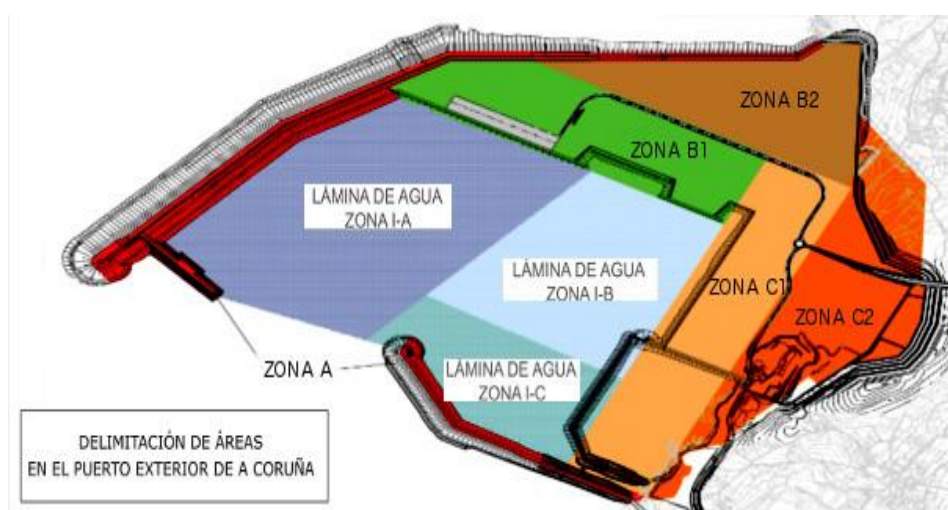 ZONA B2
ZONA B1
LÁMINA DE AGUA
ZONA I-A
LÁMINA DE AGUA
ZONA I-B
ZONA C1
ZONA C2
ZONA A
LÁMINA DE AGUA
ZONA I-C
DELIMITACIÓN DE ÁREAS
EN EL PUERTO EXTERIOR DE A CORUÑA